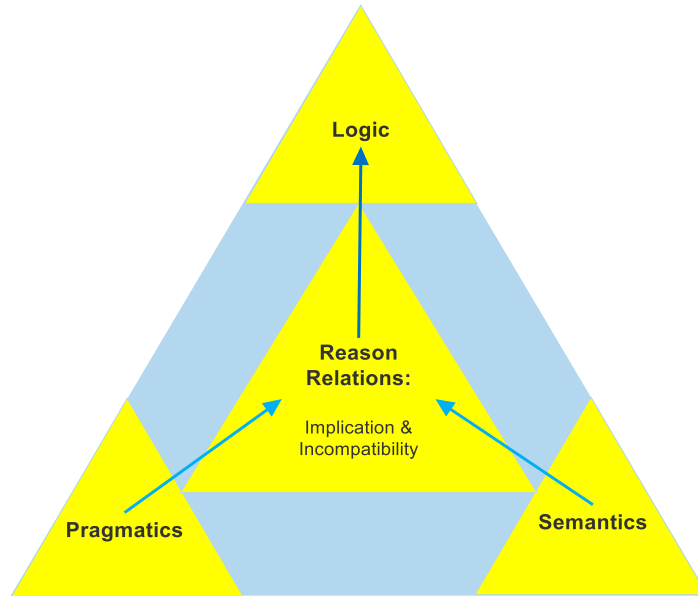 Logic
Reason
Relations:
Implication &
Incompatibility
Pragmatics
Semantics